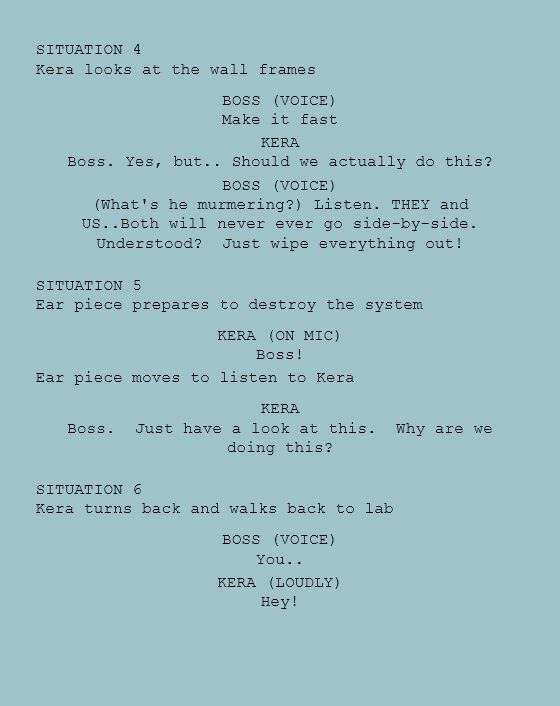 SITUATION 4
Kera looks at the wall frames
BOSS (VOICE)
Make it fast
KERA
Boss. Yes, but.. Should we actually do this?
BOSS (VOICE)
(What's he murmering?) Listen. THEY and
US..Both will never ever go side-by-side.
Understood?  Just wipe everything out!
SITUATION 5
Ear piece prepares to destroy the system
KERA (ON MIC)
Boss!
Ear piece moves to listen to Kera
KERA
Boss.  Just have a look at this.  Why are we
doing this?
SITUATION 6
Kera turns back and walks back to lab
BOSS (VOICE)
You..
KERA (LOUDLY)
Hey!